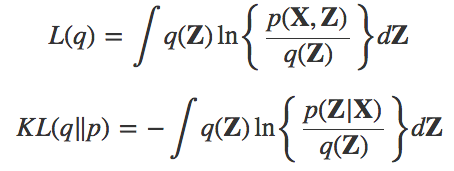 L(q) = ∫ q(Z) ln { p(X, Z) / q(Z) } dZ
KL(q||p) = − ∫ q(Z) ln { p(Z|X) / q(Z) } dZ